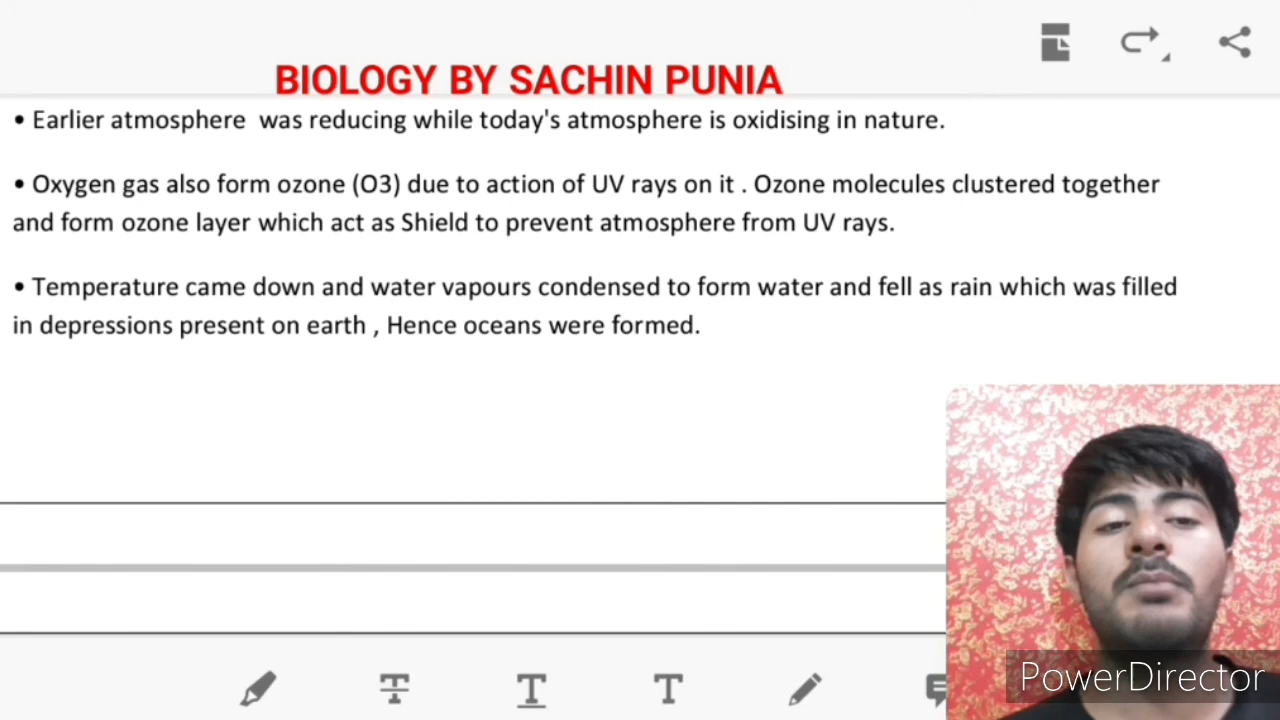 BIOLOGY BY SACHIN PUNIA
• Earlier atmosphere was reducing while today's atmosphere is oxidising in nature.
• Oxygen gas also form ozone (O3) due to action of UV rays on it . Ozone molecules clustered together
and form ozone layer which act as Shield to prevent atmosphere from UV rays.
• Temperature came down and water vapours condensed to form water and fell as rain which was filled
in depressions present on earth , Hence oceans were formed.
PowerDirector